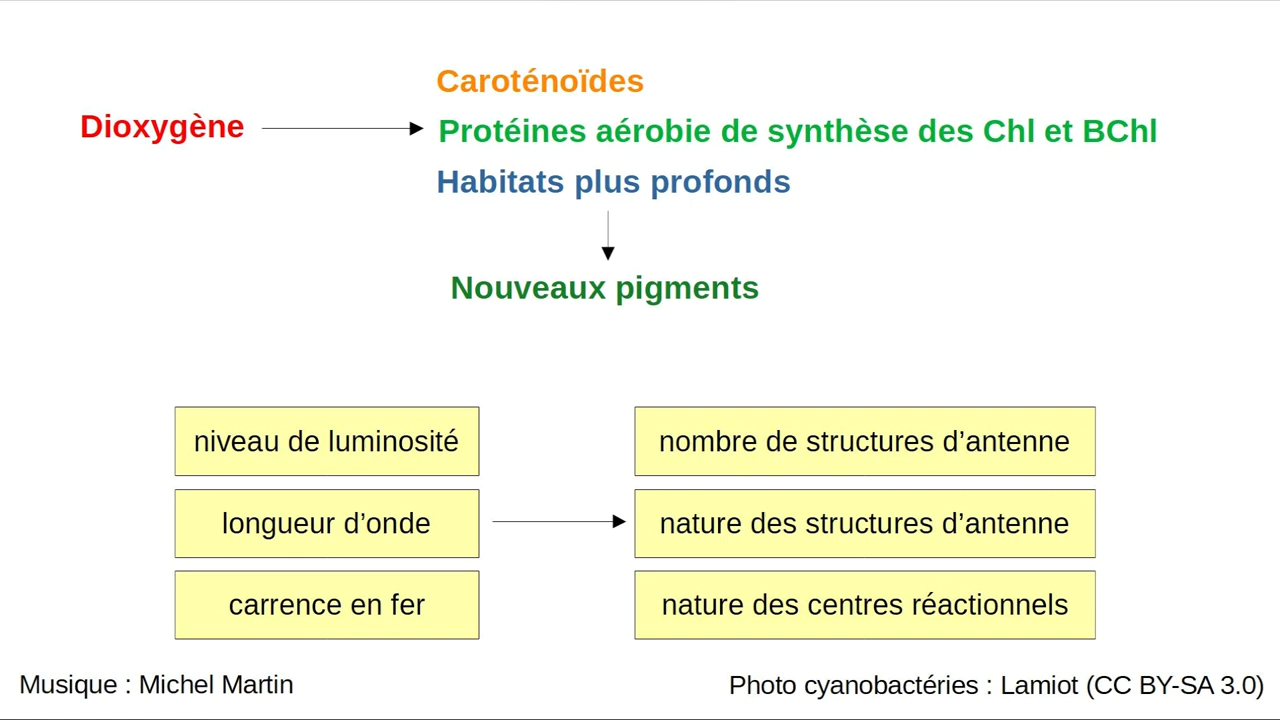 Caroténoïdes
Dioxygène
Protéines aérobie de synthèse des Chl et BChl
Habitats plus profonds
Nouveaux pigments
niveau de luminosité
nombre de structures d’antenne
longueur d’onde
nature des structures d’antenne
carrence en fer
nature des centres réactionnels
Musique : Michel Martin
Photo cyanobactéries : Lamiot (CC BY-SA 3.0)